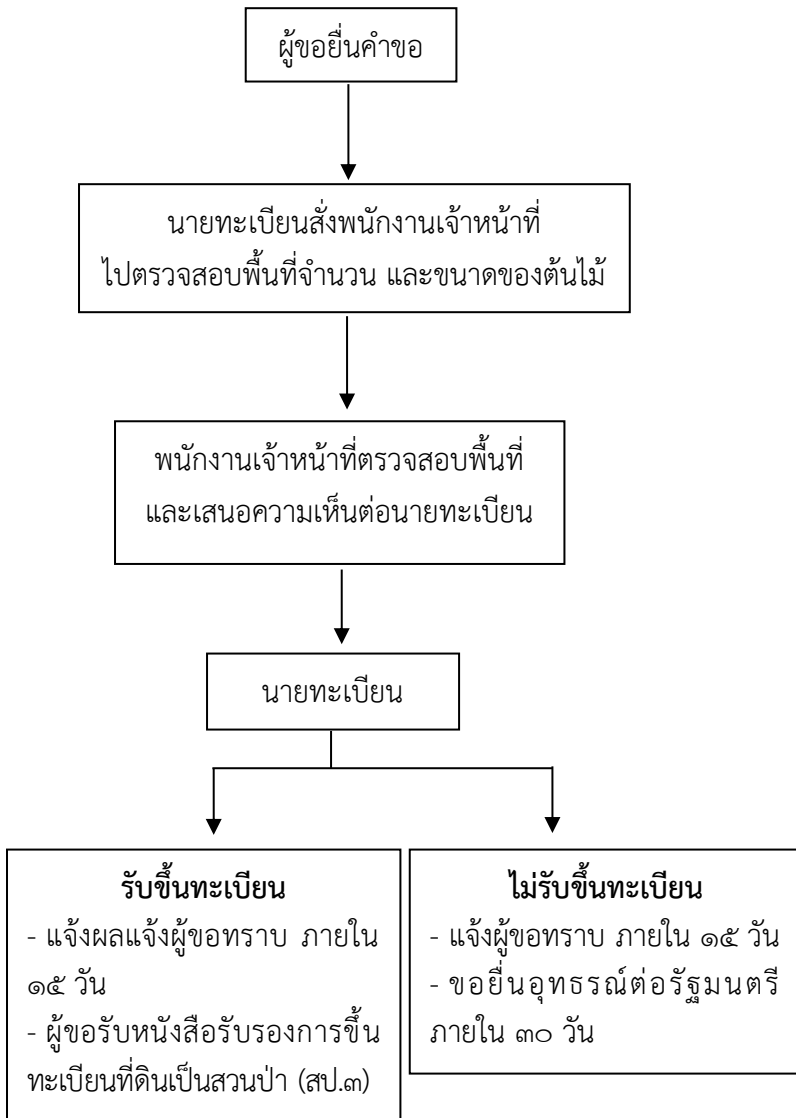 ผู้ขอยื่นคำขอ
นายทะเบียนสั่งพนักงานเจ้าหน้าที่
ไปตรวจสอบพื้นที่จำนวน และขนาดของต้นไม้
พนักงานเจ้าหน้าที่ตรวจสอบพื้นที่
และเสนอความเห็นต่อนายทะเบียน
นายทะเบียน
รับขึ้นทะเบียน
- แจ้งผลแจ้งผู้ขอทราบ ภายใน
๑๕ วัน
- ผู้ขอรับหนังสือรับรองการขึ้น
ทะเบียนที่ดินเป็นสวนป่า (สป.๓)
ไม่รับขึ้นทะเบียน
- แจ้งผู้ขอทราบ ภายใน ๑๕ วัน
- ขอยื่นอุทธรณ์ต่อรัฐมนตรี
ภายใน ๓๐ วัน